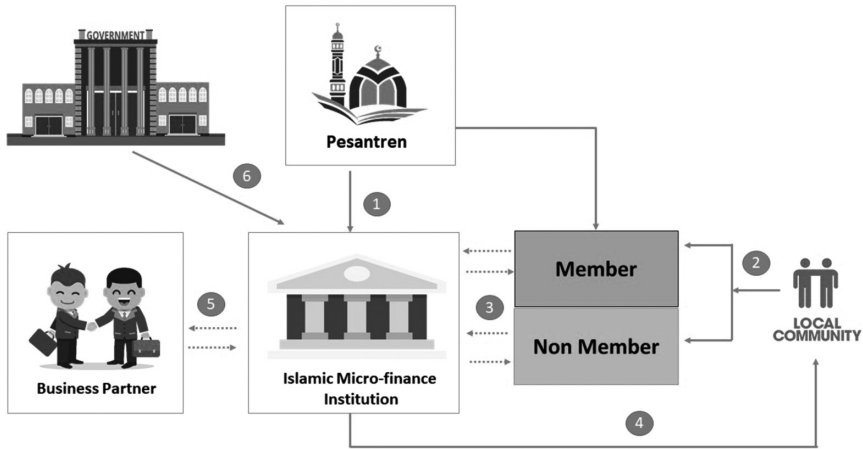 GOVERNMENT
Pesantren
6
1
Member
2
5
3
Non Member
LOCAL
COMMUNITY
Business Partner
Islamic Micro-finance
Institution
4